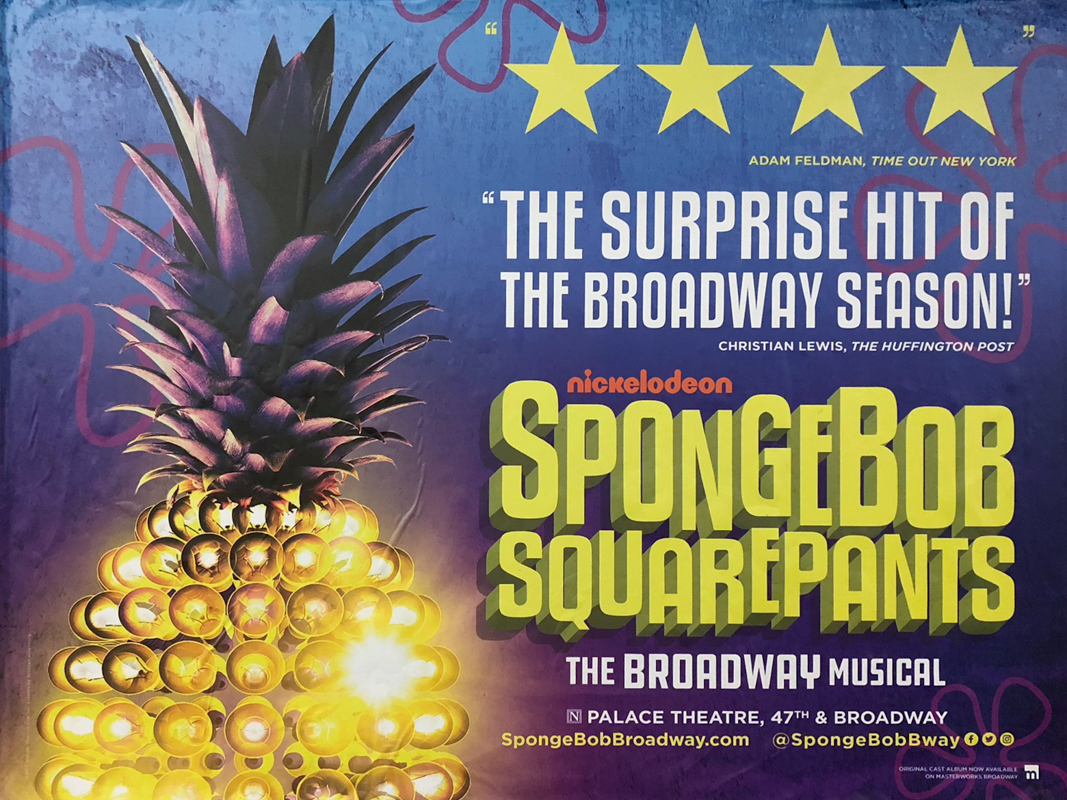 “ ★ ★ ★ ★ ”
ADAM FELDMAN, TIME OUT NEW YORK
“THE SURPRISE HIT OF
THE BROADWAY SEASON!”
CHRISTIAN LEWIS, THE HUFFINGTON POST
nickelodeon
SPONGEBOB
SQUAREPANTS
THE BROADWAY MUSICAL
N PALACE THEATRE, 47TH & BROADWAY
SpongeBobBroadway.com @SpongeBobBway
ORIGINAL CAST ALBUM NOW AVAILABLE
ON MASTERWORKS BROADWAY